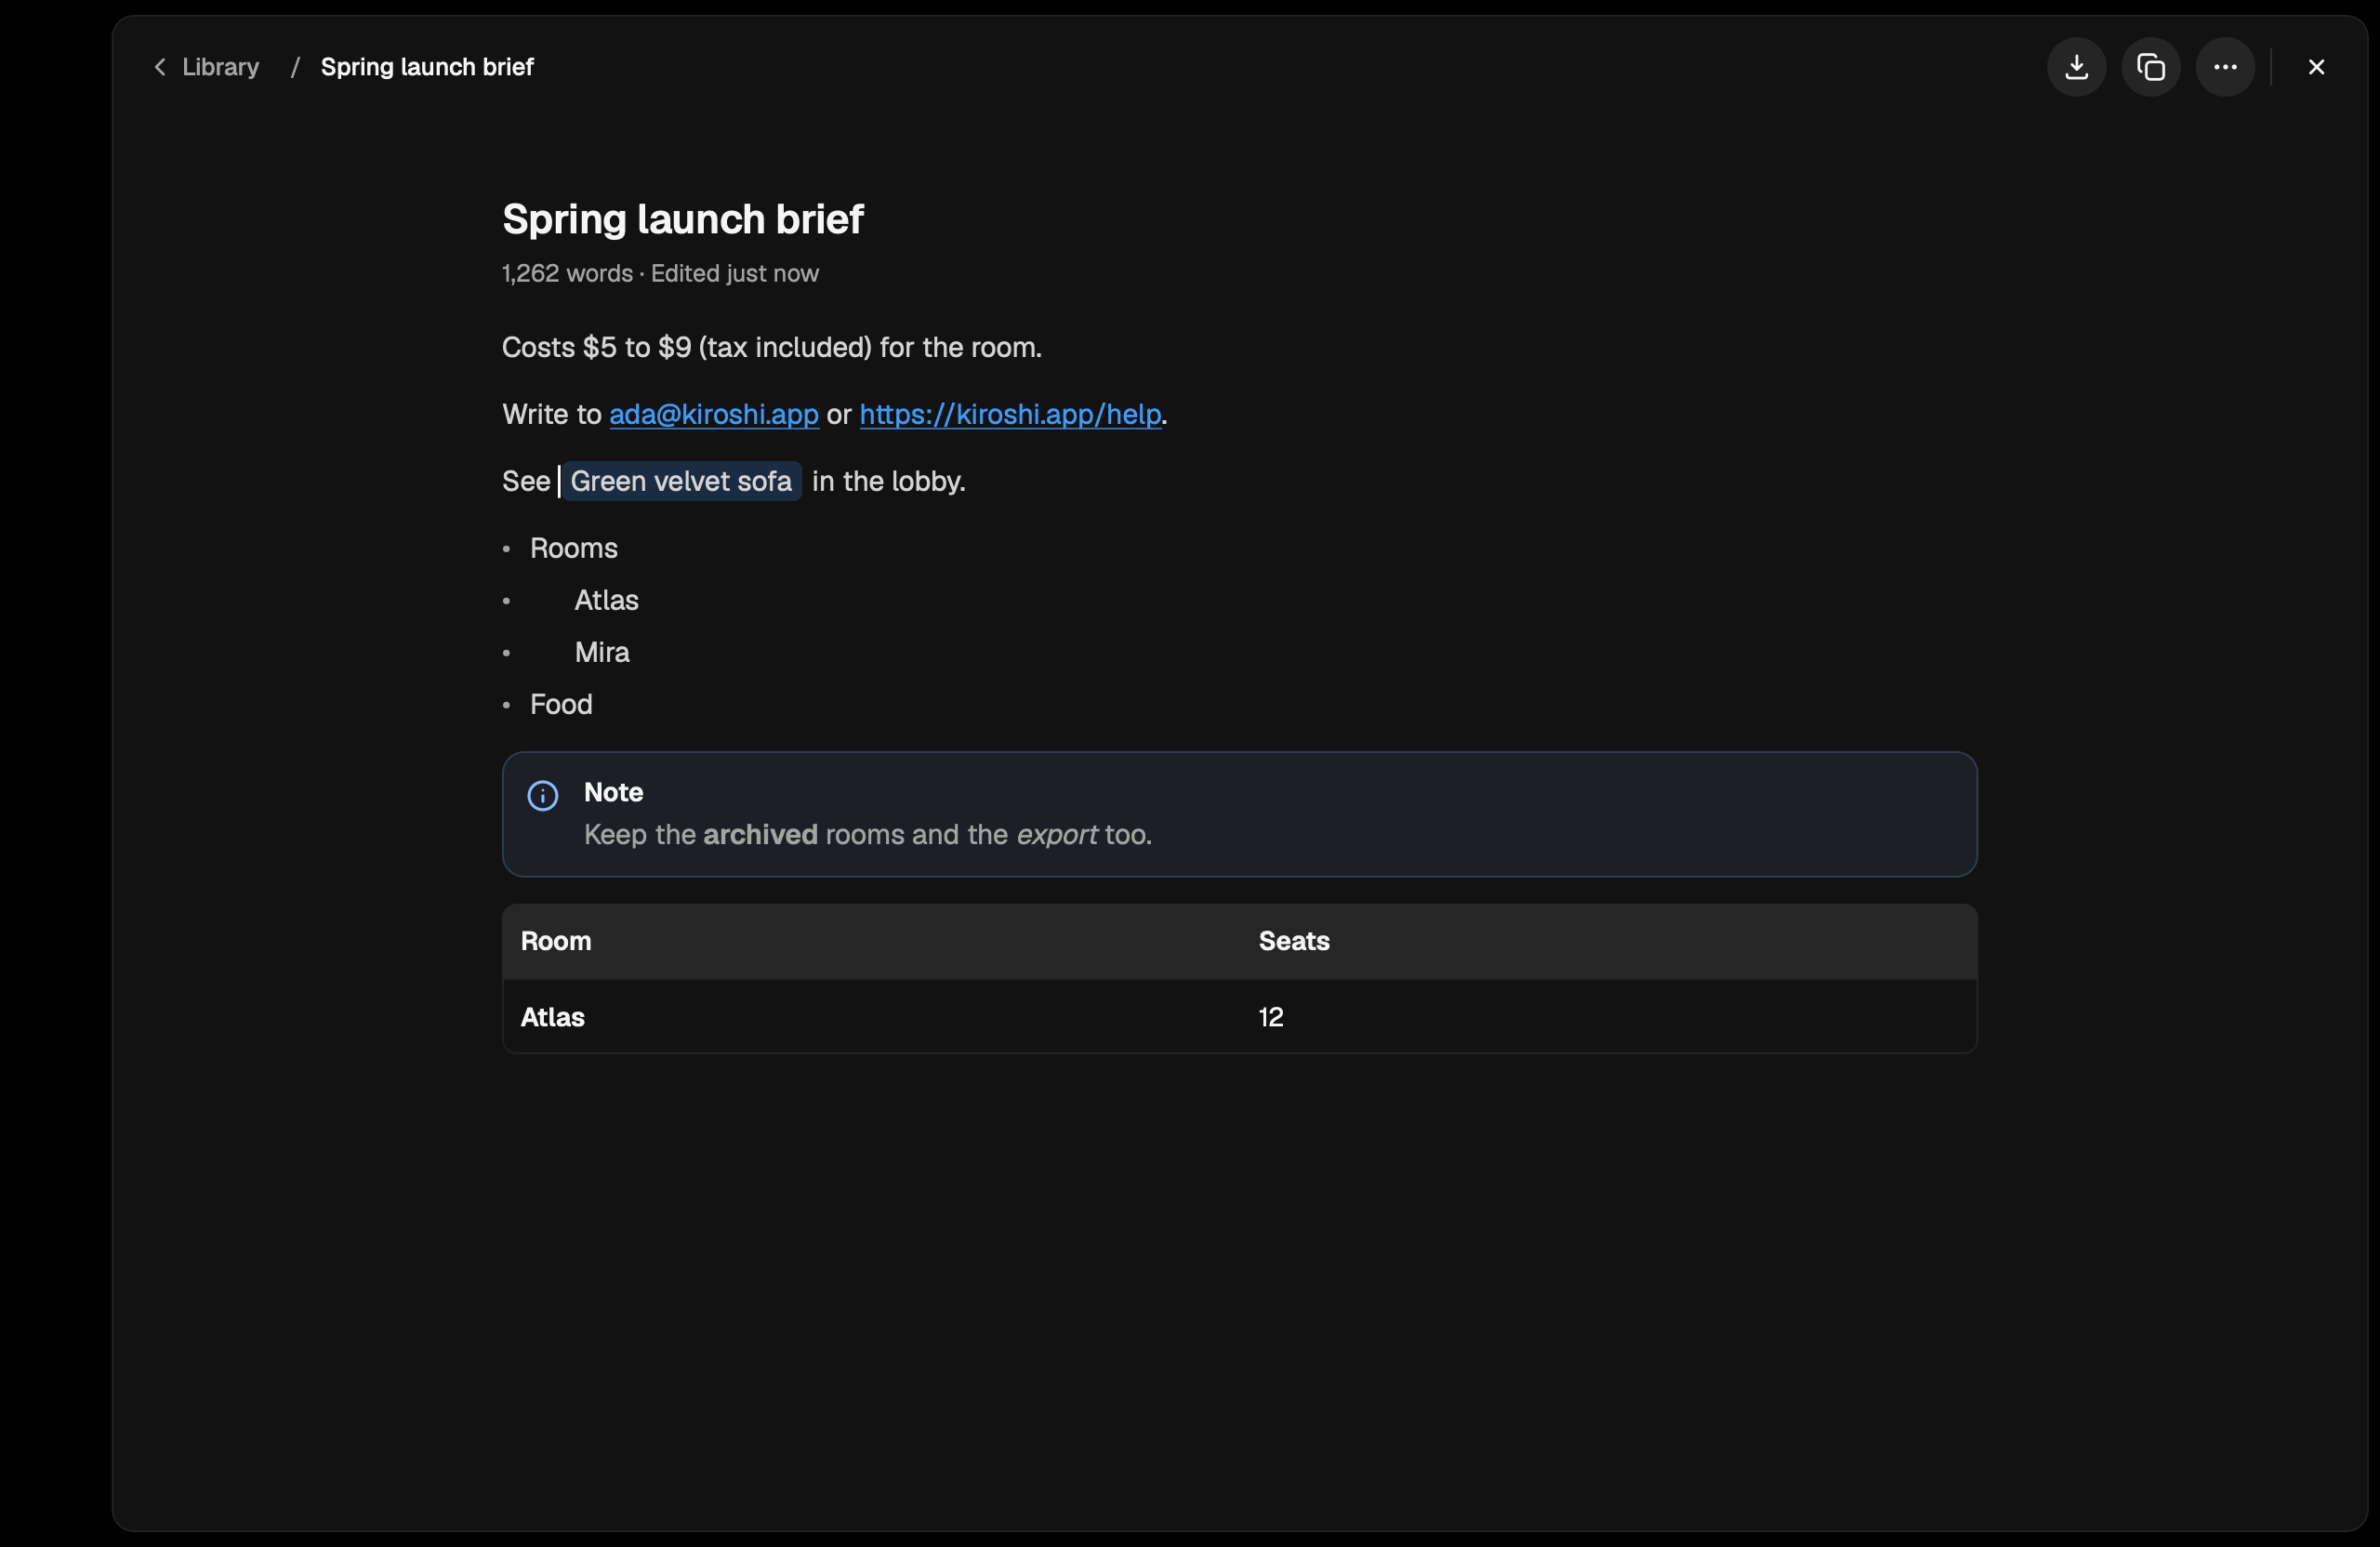 Library / Spring launch brief
Spring launch brief
1,262 words · Edited just now
Costs $5 to $9 (tax included) for the room.
Write to ada@kiroshi.app or https://kiroshi.app/help.
See Green velvet sofa in the lobby.
• Rooms
• Atlas
• Mira
• Food
Note
Keep the archived rooms and the export too.
Room Seats
Atlas 12